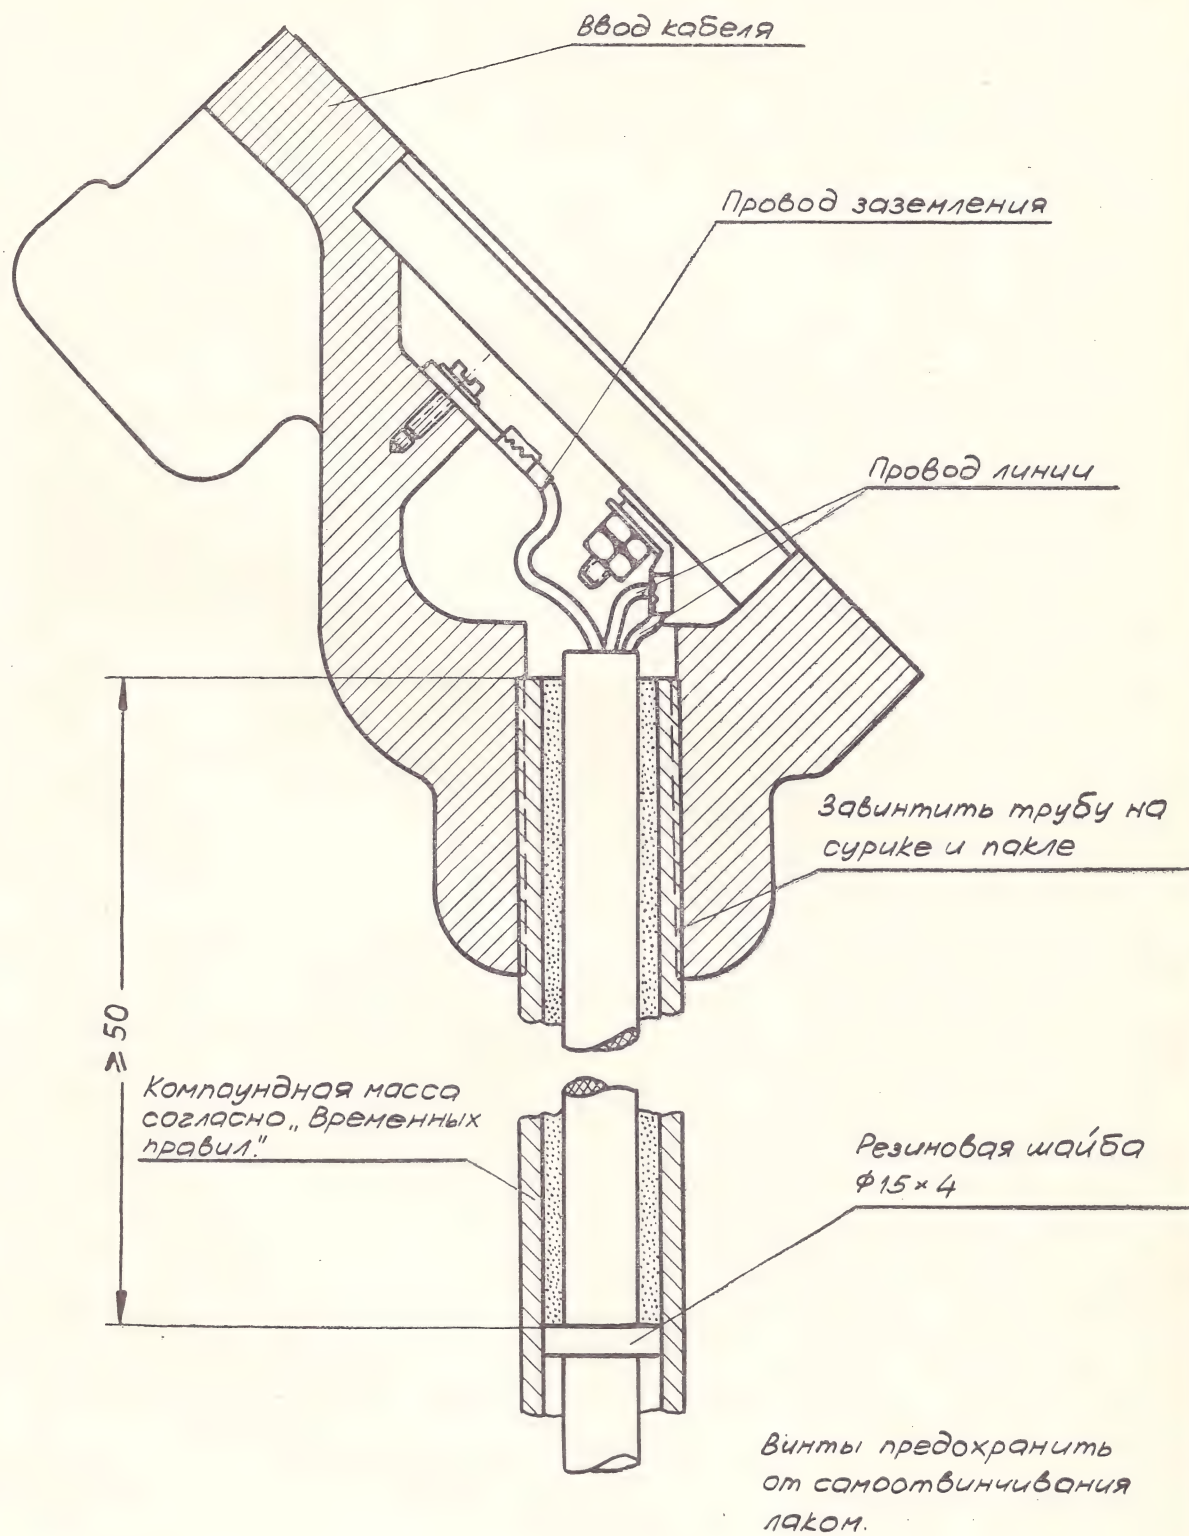 Ввод кабеля
Провод заземления
Провод линии
Завинтить трубу на
сурике и пакле
≥ 50
Компаундная масса
согласно „Временных
правил."
Резиновая шайба
ϕ15×4
Винты предохранить
от самоотвинчивания
лаком.